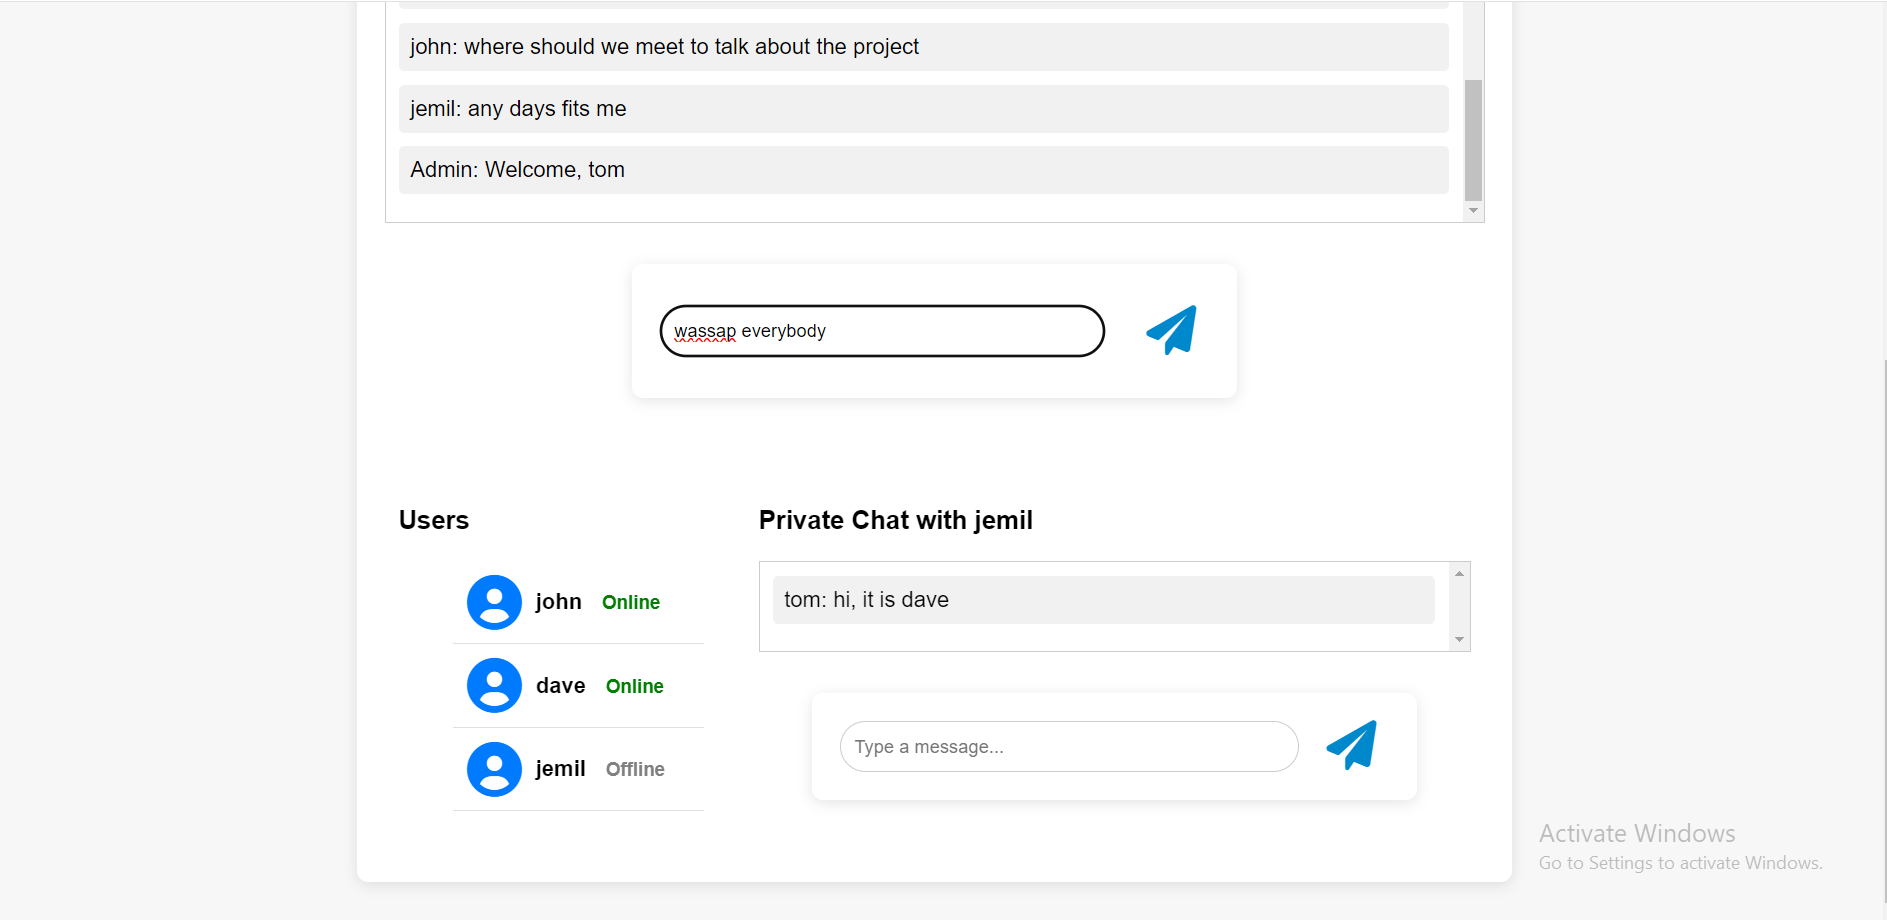 john: where should we meet to talk about the project
jemil: any days fits me
Admin: Welcome, tom
wassap everybody
Users
john Online
dave Online
jemil Offline
Private Chat with jemil
tom: hi, it is dave
Type a message...
Activate Windows
Go to Settings to activate Windows.